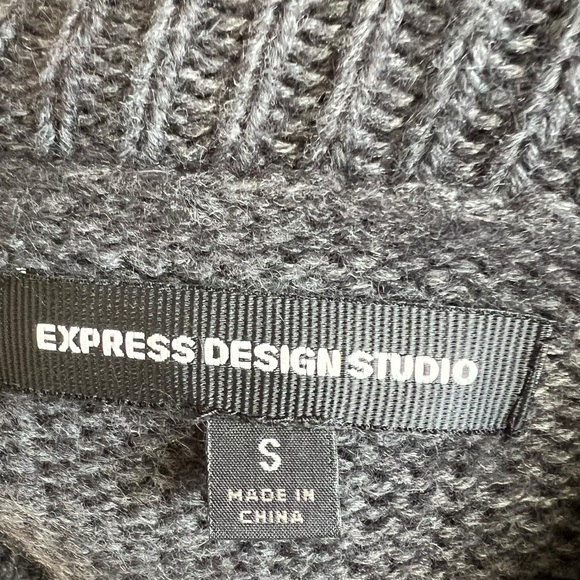 EXPRESS DESIGN STUDIO
S
MADE IN
CHINA